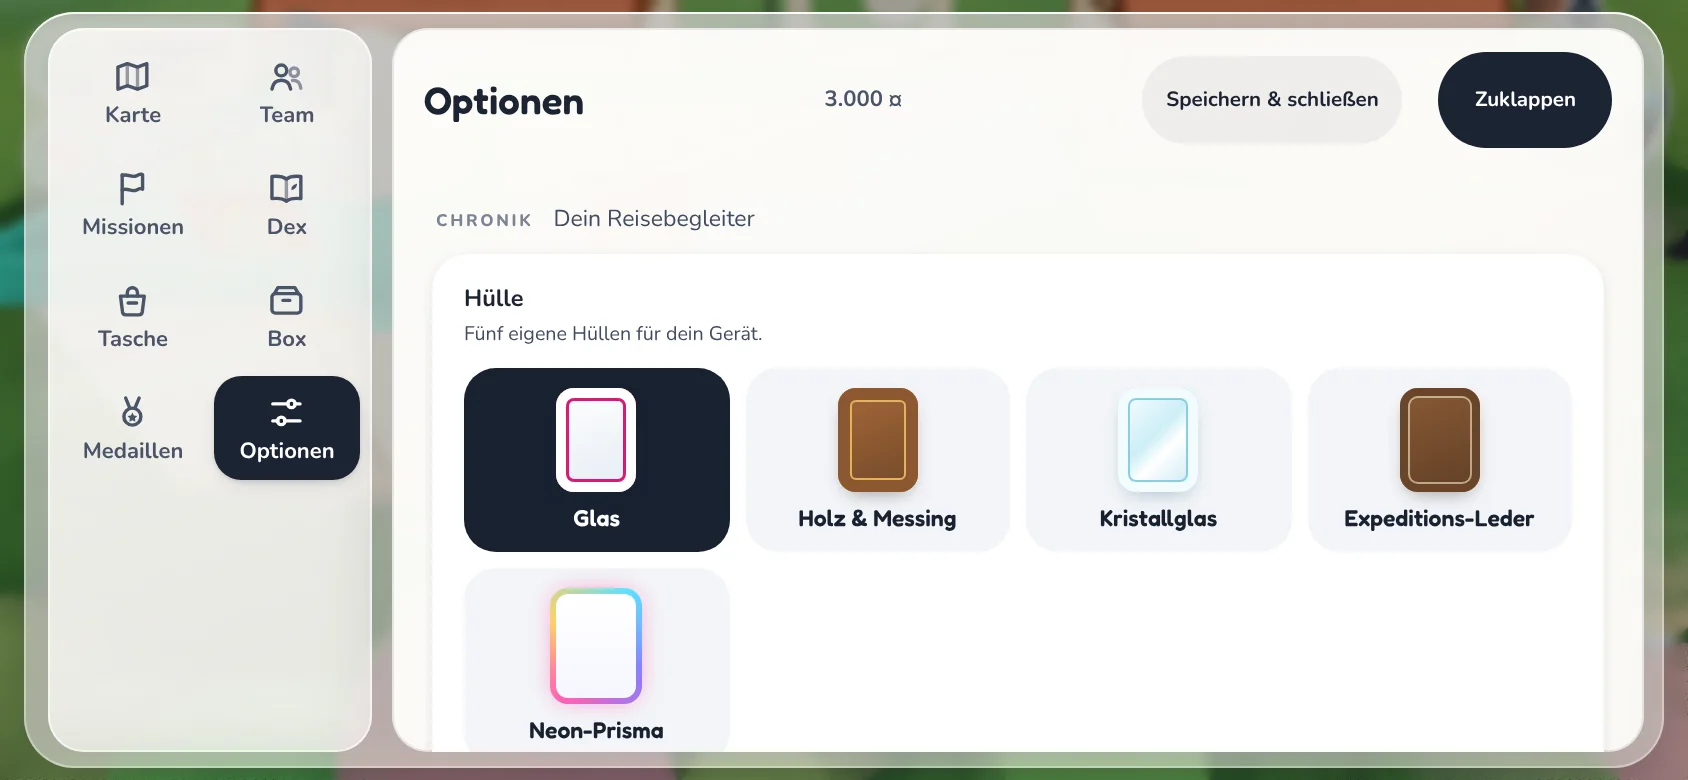 Karte
Team
Missionen
Dex
Tasche
Box
Medaillen
Optionen
Optionen
3.000 ¤
Speichern & schließen
Zuklappen
CHRONIK Dein Reisebegleiter
Hülle
Fünf eigene Hüllen für dein Gerät.
Glas
Holz & Messing
Kristallglas
Expeditions-Leder
Neon-Prisma